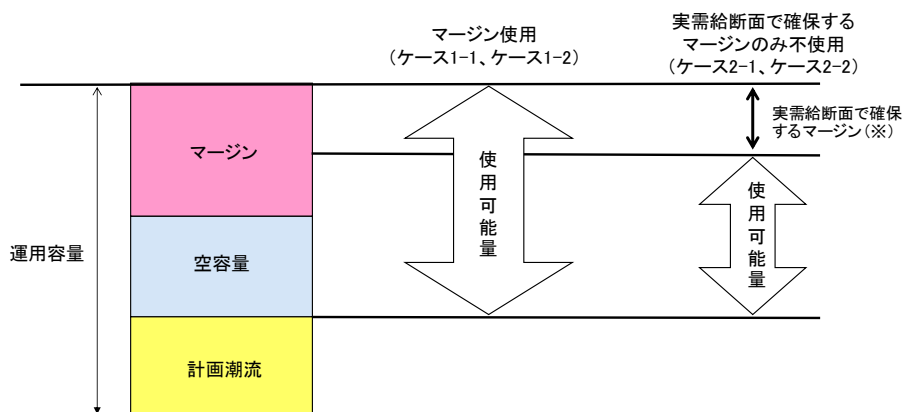 マージン使用
（ケース1-1、ケース1-2）
実需給断面で確保する
マージンのみ不使用
（ケース2-1、ケース2-2）
実需給断面で確保
するマージン（※）
マージン
使用可能量
使用可能量
運用容量
空容量
計画潮流